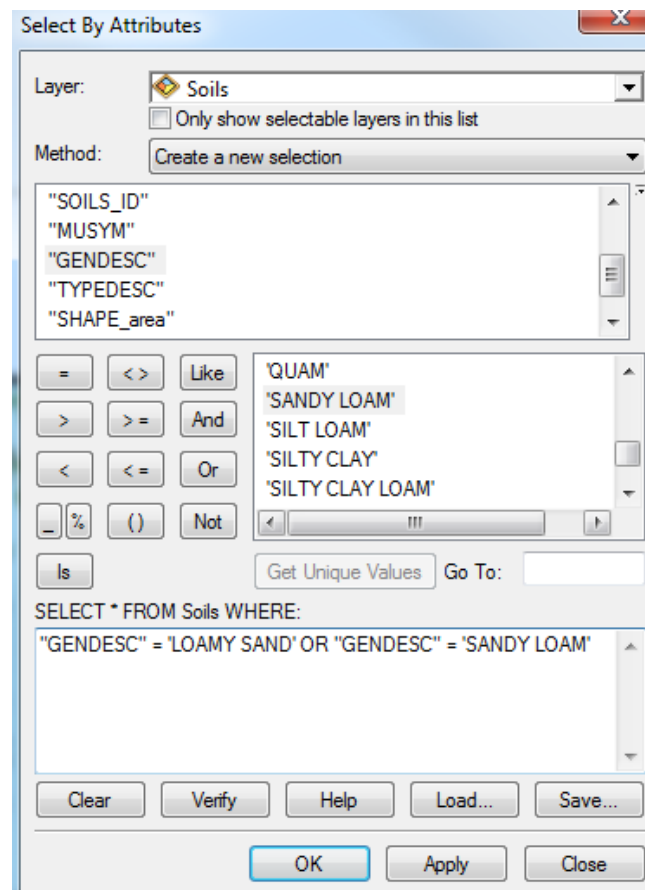 Select By Attributes
x
Layer: Soils
Only show selectable layers in this list
Method: Create a new selection
"SOILS_ID"
"MUSYM"
"GENDESC"
"TYPEDESC"
"SHAPE_area"
= < > Like
> > = And
< < = Or
_ % ( ) Not
Is
'QUAM'
'SANDY LOAM'
'SILT LOAM'
'SILTY CLAY'
'SILTY CLAY LOAM'
Get Unique Values Go To:
SELECT * FROM Soils WHERE:
"GENDESC" = 'LOAMY SAND' OR "GENDESC" = 'SANDY LOAM'
Clear Verify Help Load... Save...
OK Apply Close